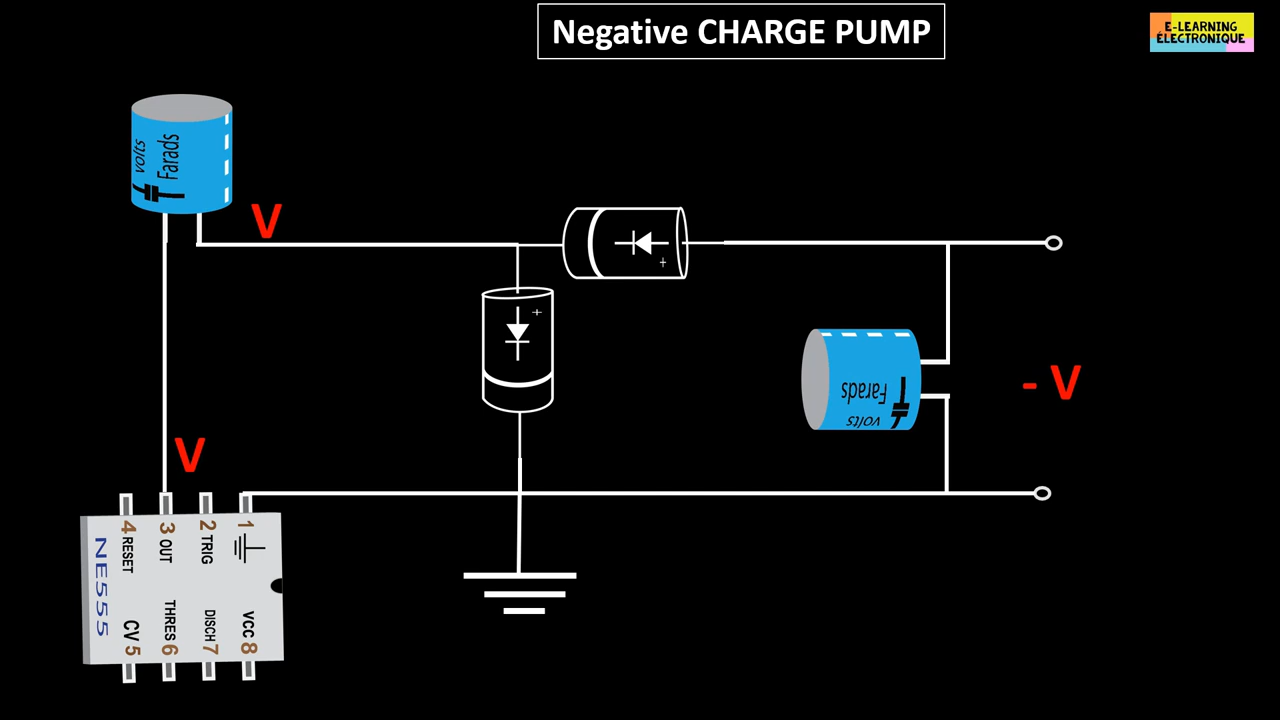 Negative CHARGE PUMP
E-LEARNING
ÉLECTRONIQUE
volts
Farads
V
+
+
volts
Farads
- V
V
4 RESET
3 OUT
2 TRIG
1
NE555
CV 5
THRES 6
DISCH 7
VCC 8